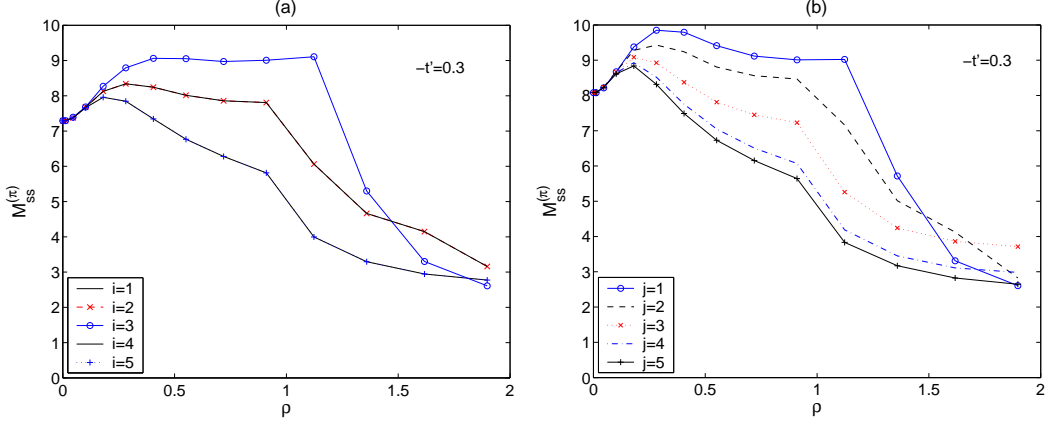 (a)
10
9
8
7
6
5
4
3
2
1
0
M_ss^(π)
−t'=0.3
i=1
i=2
i=3
i=4
i=5
0 0.5 1 1.5 2
ρ
(b)
10
9
8
7
6
5
4
3
2
1
0
M_ss^(π)
−t'=0.3
j=1
j=2
j=3
j=4
j=5
0 0.5 1 1.5 2
ρ